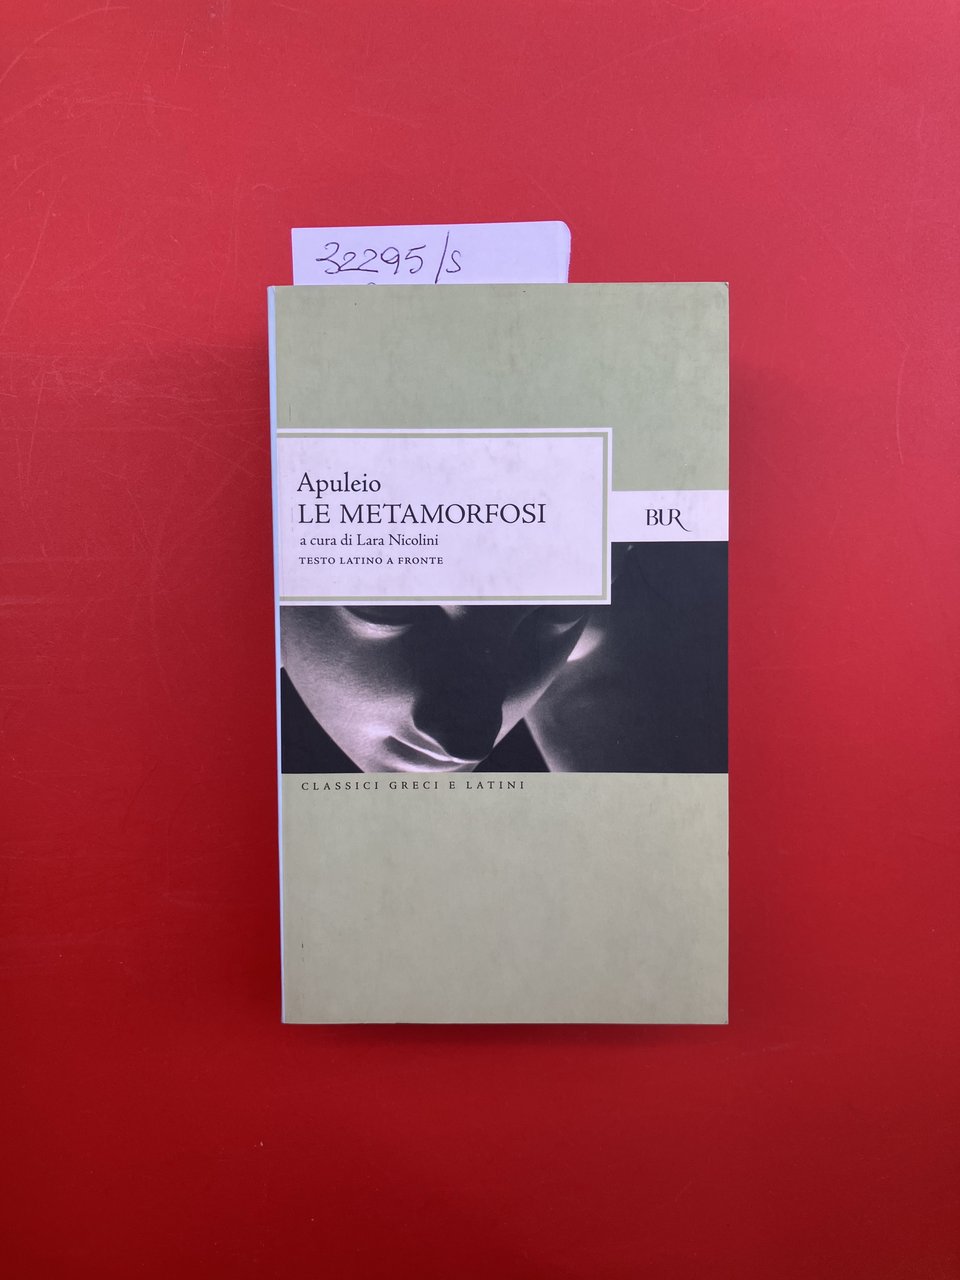 32295/s
Apuleio
LE METAMORFOSI
a cura di Lara Nicolini
TESTO LATINO A FRONTE
BUR
CLASSICI GRECI E LATINI